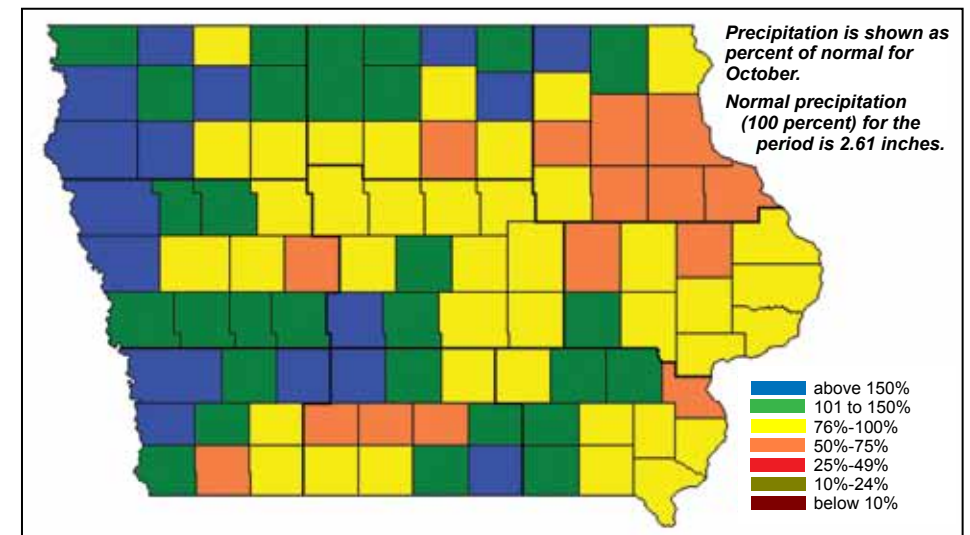 Precipitation is shown as
percent of normal for
October.
Normal precipitation
(100 percent) for the
period is 2.61 inches.
above 150%
101 to 150%
76%-100%
50%-75%
25%-49%
10%-24%
below 10%